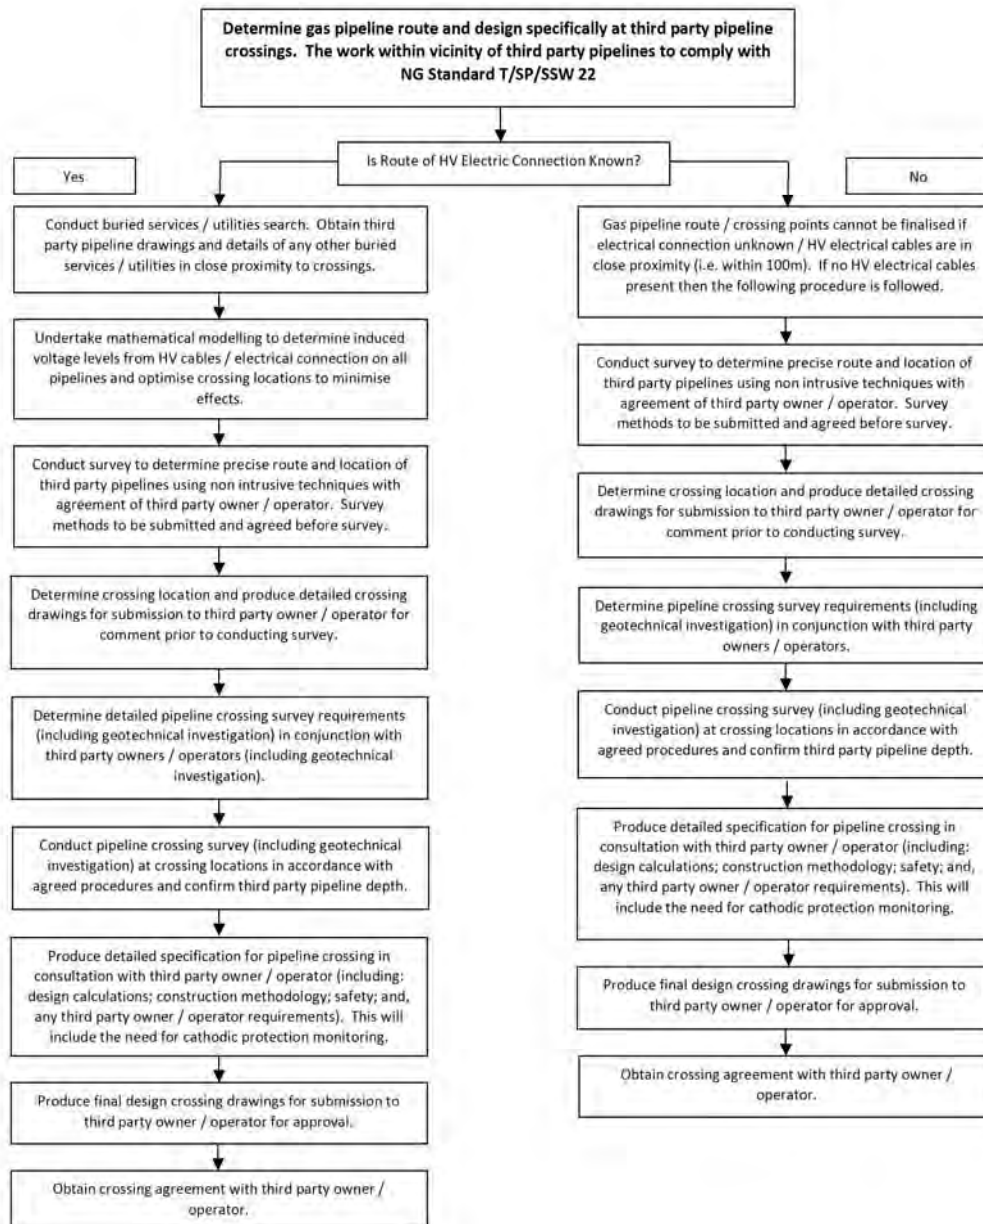 Determine gas pipeline route and design specifically at third party pipeline
crossings. The work within vicinity of third party pipelines to comply with
NG Standard T/SP/SSW 22
Is Route of HV Electric Connection Known?
Yes
Conduct buried services / utilities search. Obtain third
party pipeline drawings and details of any other buried
services / utilities in close proximity to crossings.
Undertake mathematical modelling to determine induced
voltage levels from HV cables / electrical connection on all
pipelines and optimise crossing locations to minimise
effects.
Conduct survey to determine precise route and location of
third party pipelines using non intrusive techniques with
agreement of third party owner / operator. Survey
methods to be submitted and agreed before survey.
Determine crossing location and produce detailed crossing
drawings for submission to third party owner / operator for
comment prior to conducting survey.
Determine detailed pipeline crossing survey requirements
(including geotechnical investigation) in conjunction with
third party owners / operators (including geotechnical
investigation).
Conduct pipeline crossing survey (including geotechnical
investigation) at crossing locations in accordance with
agreed procedures and confirm third party pipeline depth.
Produce detailed specification for pipeline crossing in
consultation with third party owner / operator (including:
design calculations; construction methodology; safety; and,
any third party owner / operator requirements). This will
include the need for cathodic protection monitoring.
Produce final design crossing drawings for submission to
third party owner / operator for approval.
Obtain crossing agreement with third party owner /
operator.
No
Gas pipeline route / crossing points cannot be finalised if
electrical connection unknown / HV electrical cables are in
close proximity (i.e. within 100m). If no HV electrical cables
present then the following procedure is followed.
Conduct survey to determine precise route and location of
third party pipelines using non intrusive techniques with
agreement of third party owner / operator. Survey
methods to be submitted and agreed before survey.
Determine crossing location and produce detailed crossing
drawings for submission to third party owner / operator for
comment prior to conducting survey.
Determine pipeline crossing survey requirements (including
geotechnical investigation) in conjunction with third party
owners / operators.
Conduct pipeline crossing survey (including geotechnical
investigation) at crossing locations in accordance with
agreed procedures and confirm third party pipeline depth.
Produce detailed specification for pipeline crossing in
consultation with third party owner / operator (including:
design calculations; construction methodology; safety; and,
any third party owner / operator requirements). This will
include the need for cathodic protection monitoring.
Produce final design crossing drawings for submission to
third party owner / operator for approval.
Obtain crossing agreement with third party owner /
operator.